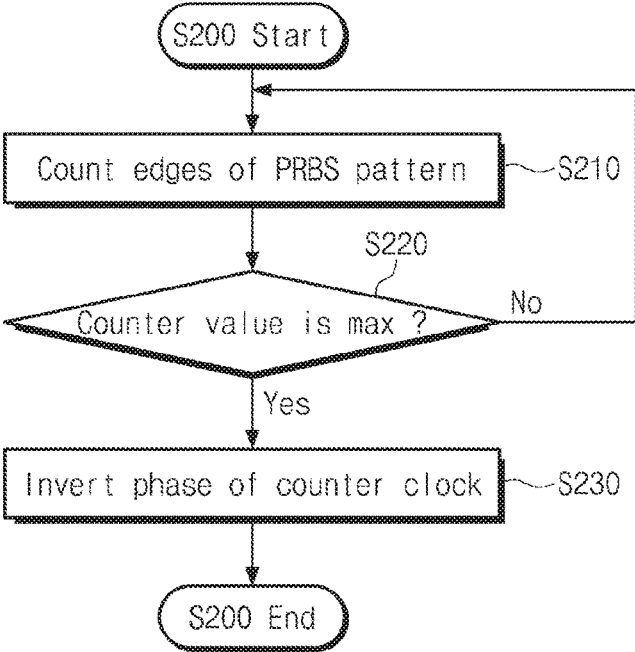 S200 Start
Count edges of PRBS pattern
S210
S220
Counter value is max ?
No
Yes
Invert phase of counter clock
S230
S200 End